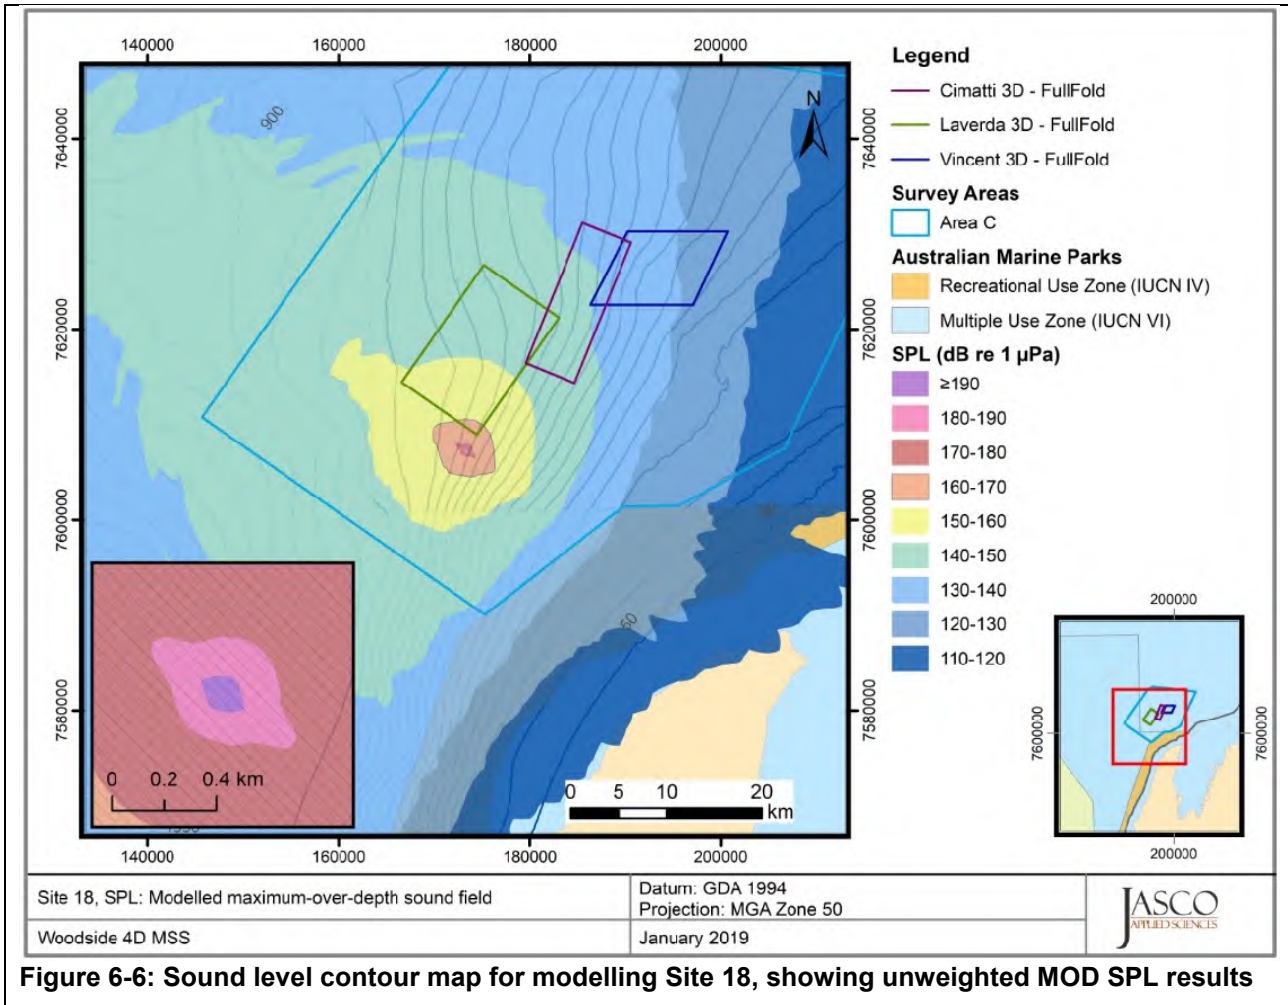 140000 160000 180000 200000
Legend
Cimatti 3D - FullFold
Laverda 3D - FullFold
Vincent 3D - FullFold
Survey Areas
Area C
Australian Marine Parks
Recreational Use Zone (IUCN IV)
Multiple Use Zone (IUCN VI)
SPL (dB re 1 µPa)
≥190
180-190
170-180
160-170
150-160
140-150
130-140
120-130
110-120
N
900
7640000 7640000
7620000 7620000
7600000 7600000
7580000 7580000
50
0 0.2 0.4 km
0 5 10 20
km
140000 160000 180000 200000
200000
7600000 7600000
200000
Site 18, SPL: Modelled maximum-over-depth sound field
Datum: GDA 1994
Projection: MGA Zone 50
Woodside 4D MSS
January 2019
JASCO
APPLIED SCIENCES
Figure 6-6: Sound level contour map for modelling Site 18, showing unweighted MOD SPL results